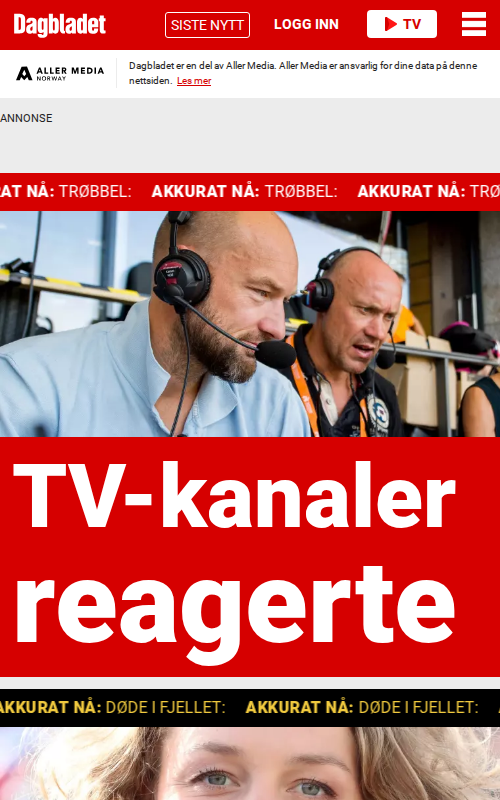 Dagbladet
SISTE NYTT
LOGG INN
TV
ALLER MEDIA
NORWAY
Dagbladet er en del av Aller Media. Aller Media er ansvarlig for dine data på denne
nettsiden. Les mer
ANNONSE
AT NÅ: TRØBBEL: AKKURAT NÅ: TRØBBEL: AKKURAT NÅ: TRØ
TV-kanaler
reagerte
AKKURAT NÅ: DØDE I FJELLET: AKKURAT NÅ: DØDE I FJELLET: